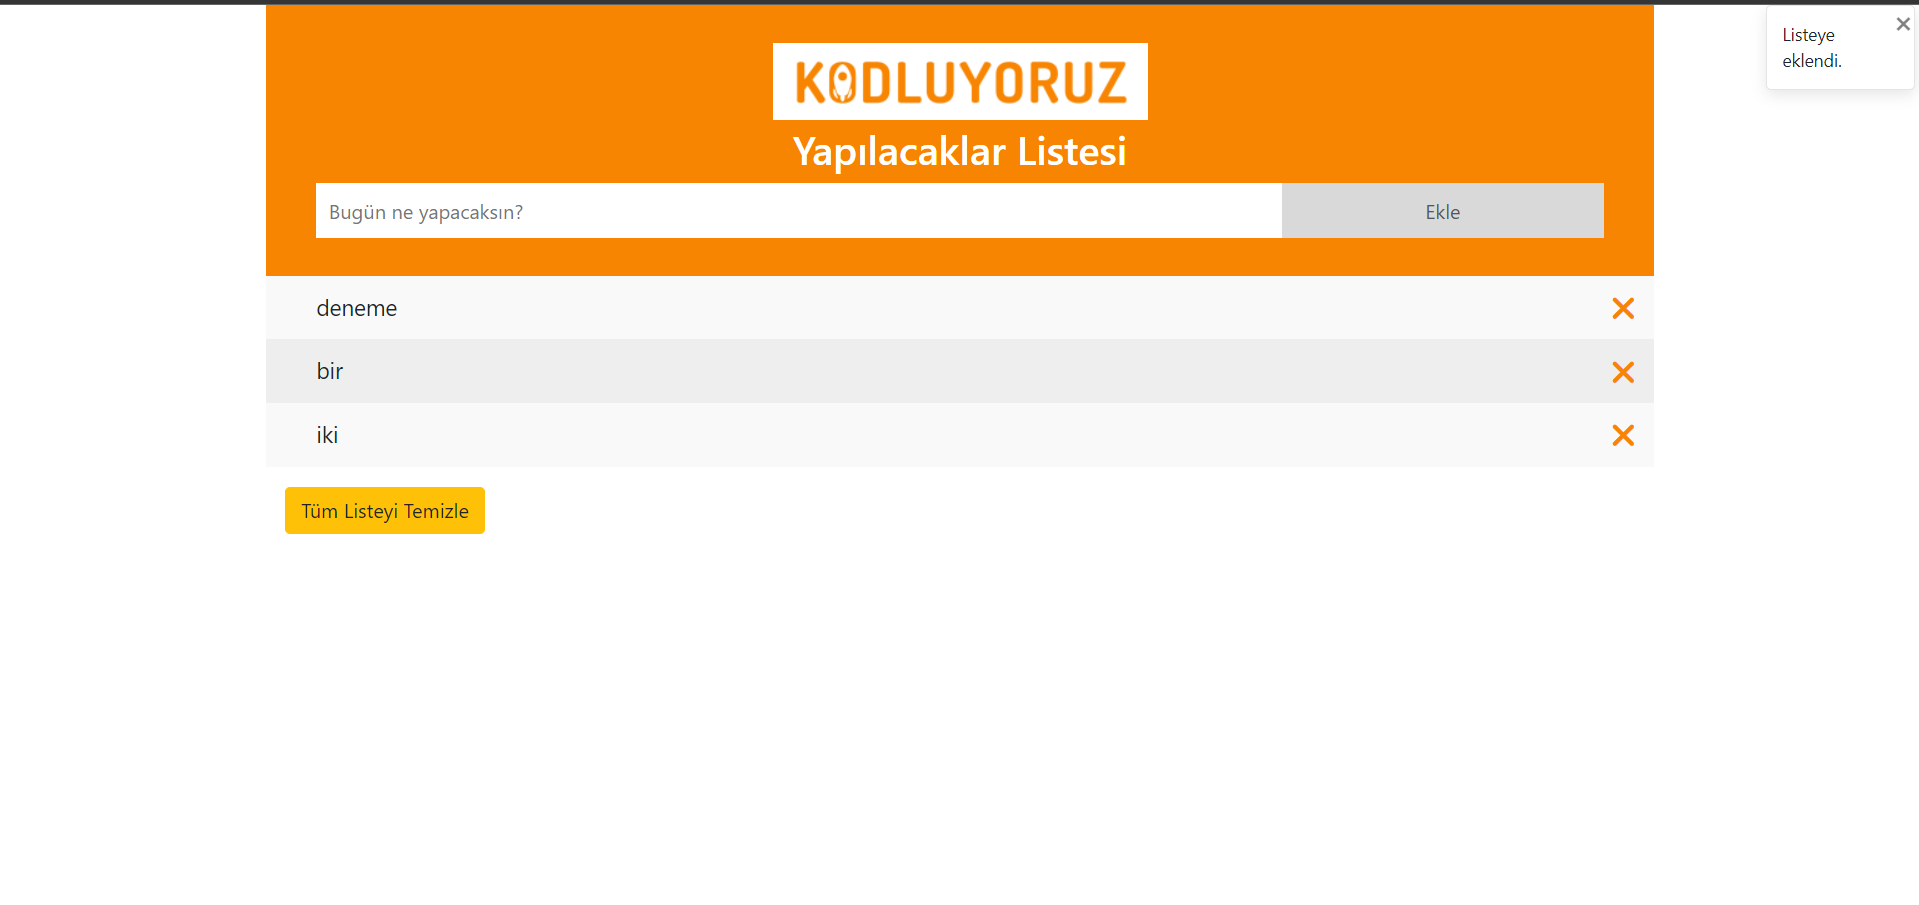 KODLUYORUZ
Yapılacaklar Listesi
Bugün ne yapacaksın?
Ekle
deneme
bir
iki
Tüm Listeyi Temizle
Listeye
eklendi.